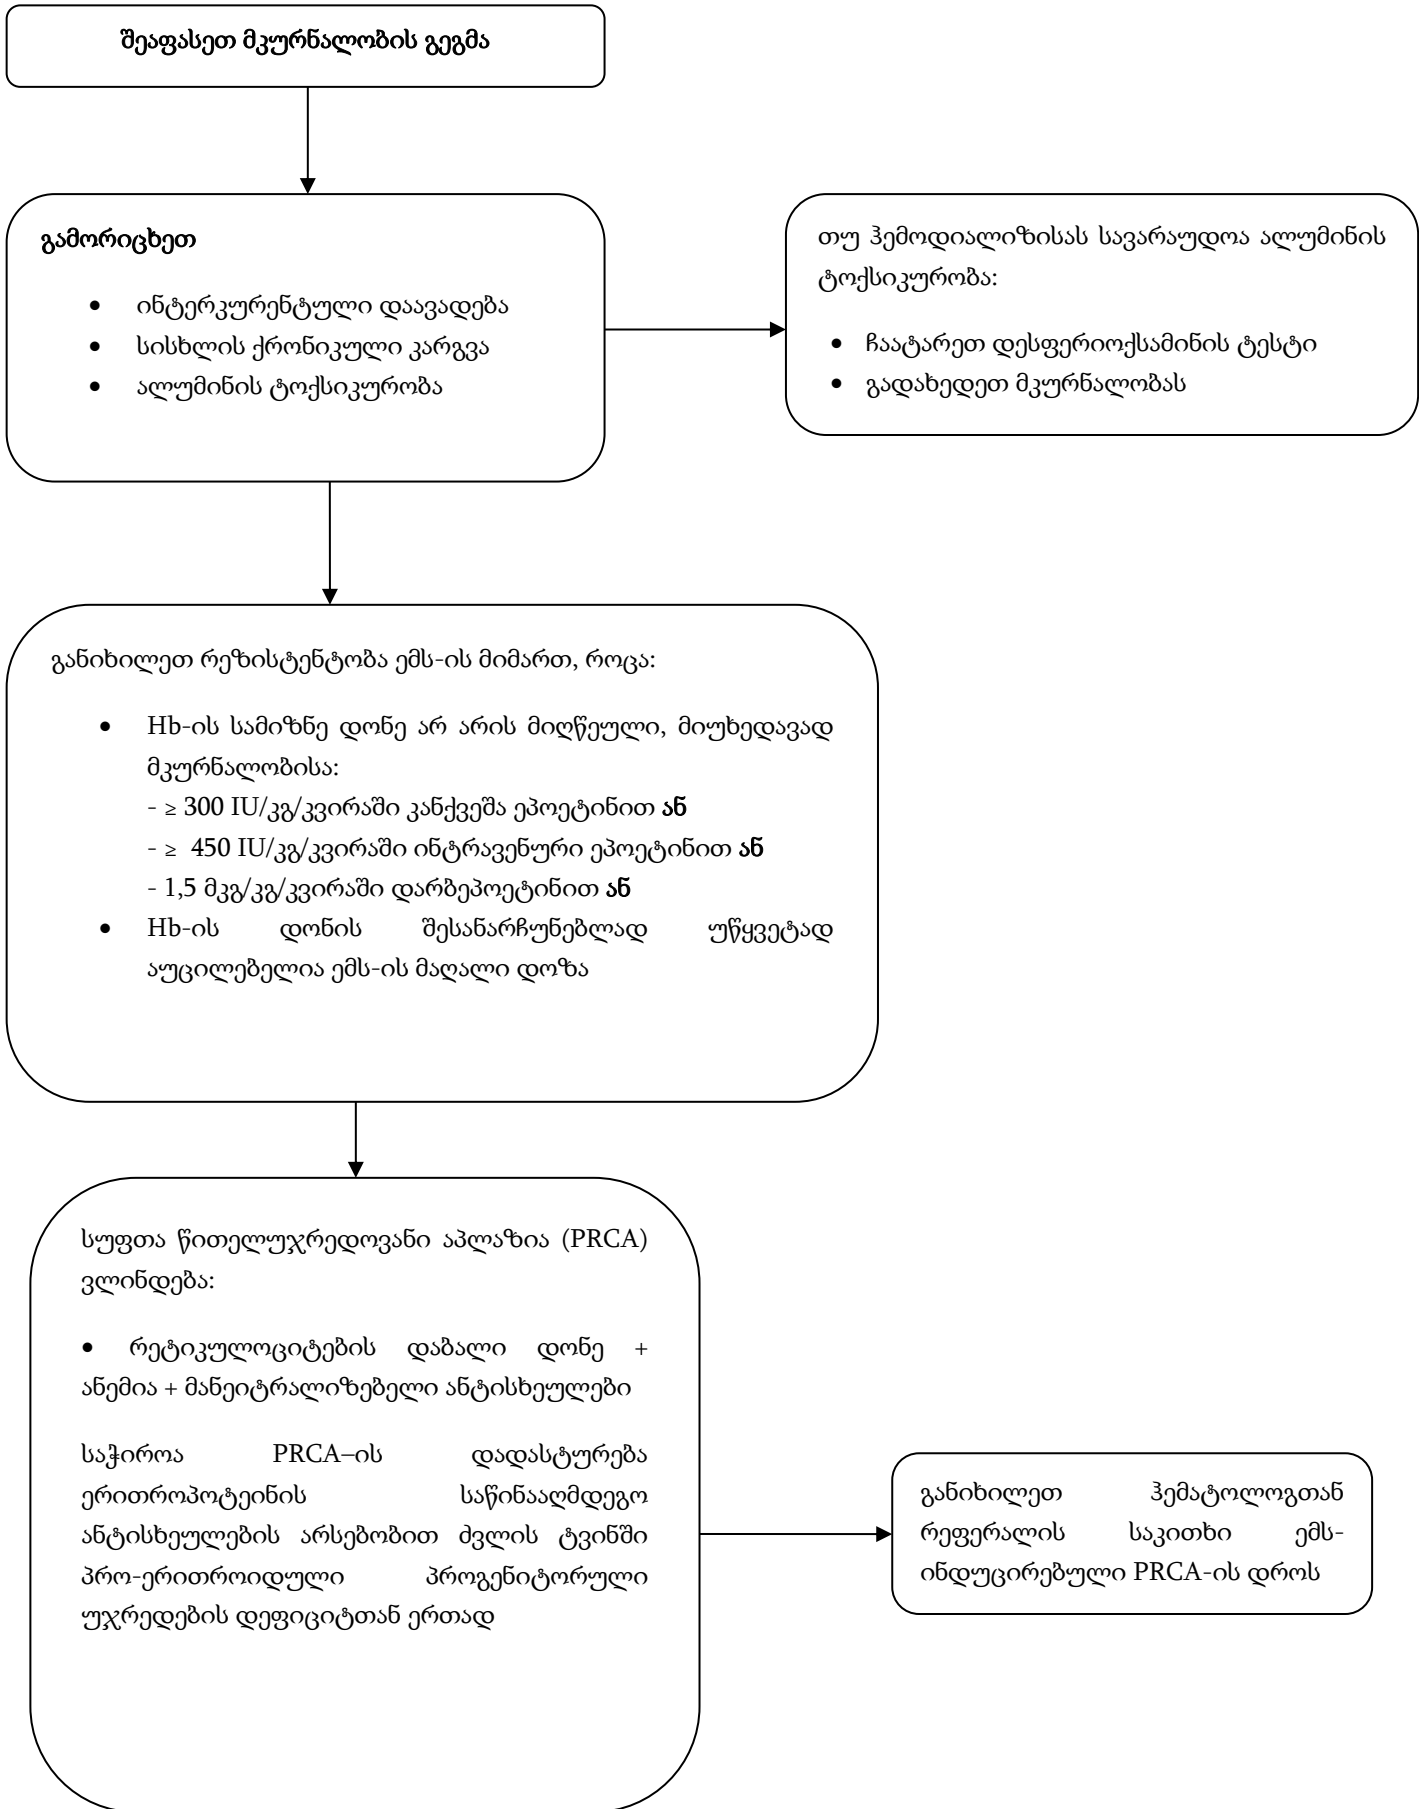 შეაფასეთ მკურნალობის გეგმა
გამორიცხეთ
• ინტერკურენტული დაავადება
• სისხლის ქრონიკული კარგვა
• ალუმინის ტოქსიკურობა
თუ ჰემოდიალიზისას სავარაუდოა ალუმინის
ტოქსიკურობა:
• ჩაატარეთ დესფერიოქსამინის ტესტი
• გადახედეთ მკურნალობას
განიხილეთ რეზისტენტობა ემს-ის მიმართ, როცა:
• Hb-ის სამიზნე დონე არ არის მიღწეული, მიუხედავად
მკურნალობისა:
- ≥ 300 IU/კგ/კვირაში კანქვეშა ეპოეტინით ან
- ≥ 450 IU/კგ/კვირაში ინტრავენური ეპოეტინით ან
- 1,5 მკგ/კგ/კვირაში დარბეპოეტინით ან
• Hb-ის დონის შესანარჩუნებლად უწყვეტად
აუცილებელია ემს-ის მაღალი დოზა
სუფთა წითელუჯრედოვანი აპლაზია (PRCA)
ვლინდება:
• რეტიკულოციტების დაბალი დონე +
ანემია + მანეიტრალიზებელი ანტისხეულები
საჭიროა PRCA–ის დადასტურება
ერითროპოტეინის საწინააღმდეგო
ანტისხეულების არსებობით ძვლის ტვინში
პრო-ერითროიდული პროგენიტორული
უჯრედების დეფიციტთან ერთად
განიხილეთ ჰემატოლოგთან
რეფერალის საკითხი ემს-
ინდუცირებული PRCA-ის დროს